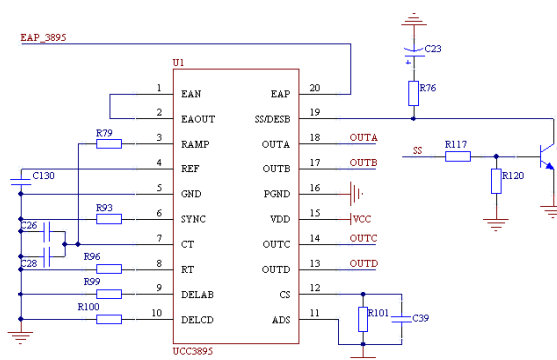 EAP_3895
C23
U1
R76
1 EAN EAP 20
2 EAOUT SS/DESB 19
R79 3 RAMP OUTA 18 OUTA
SS R117
4 REF OUTB 17 OUTB
C130 R120
5 GND PGND 16
R93 6 SYNC VDD 15 VCC
C26
7 CT OUTC 14 OUTC
C28
R96 8 RT OUTD 13 OUTD
R99 9 DELAB CS 12
R101 C39
R100 10 DELCD ADS 11
UCC3895